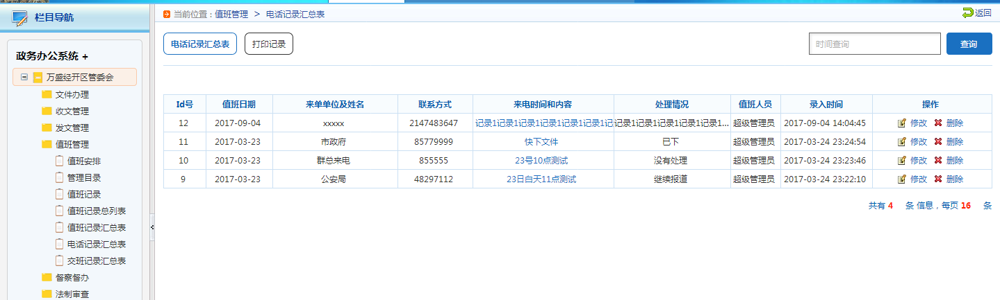 栏目导航
政务办公系统 +
万盛经开区管委会
文件办理
收文管理
发文管理
值班管理
值班安排
管理目录
值班记录
值班记录总列表
值班记录汇总表
电话记录汇总表
交班记录汇总表
督察督办
法制审查
当前位置：值班管理 > 电话记录汇总表 返回
电话记录汇总表 打印记录 时间查询 查询
Id号 值班日期 来单单位及姓名 联系方式 来电时间和内容 处理情况 值班人员 录入时间 操作
12 2017-09-04 xxxxx 2147483647 记录1记录1记录1记录1记录1记录1记 记录1记录1记录1记录1记录1... 超级管理员 2017-09-04 14:04:45 修改 删除
11 2017-03-23 市政府 85779999 快下文件 已下 超级管理员 2017-03-24 23:24:54 修改 删除
10 2017-03-23 群总来电 855555 23号10点测试 没有处理 超级管理员 2017-03-24 23:23:46 修改 删除
9 2017-03-23 公安局 48297112 23日白天11点测试 继续报道 超级管理员 2017-03-24 23:22:10 修改 删除
共有 4 条 信息，每页 16 条